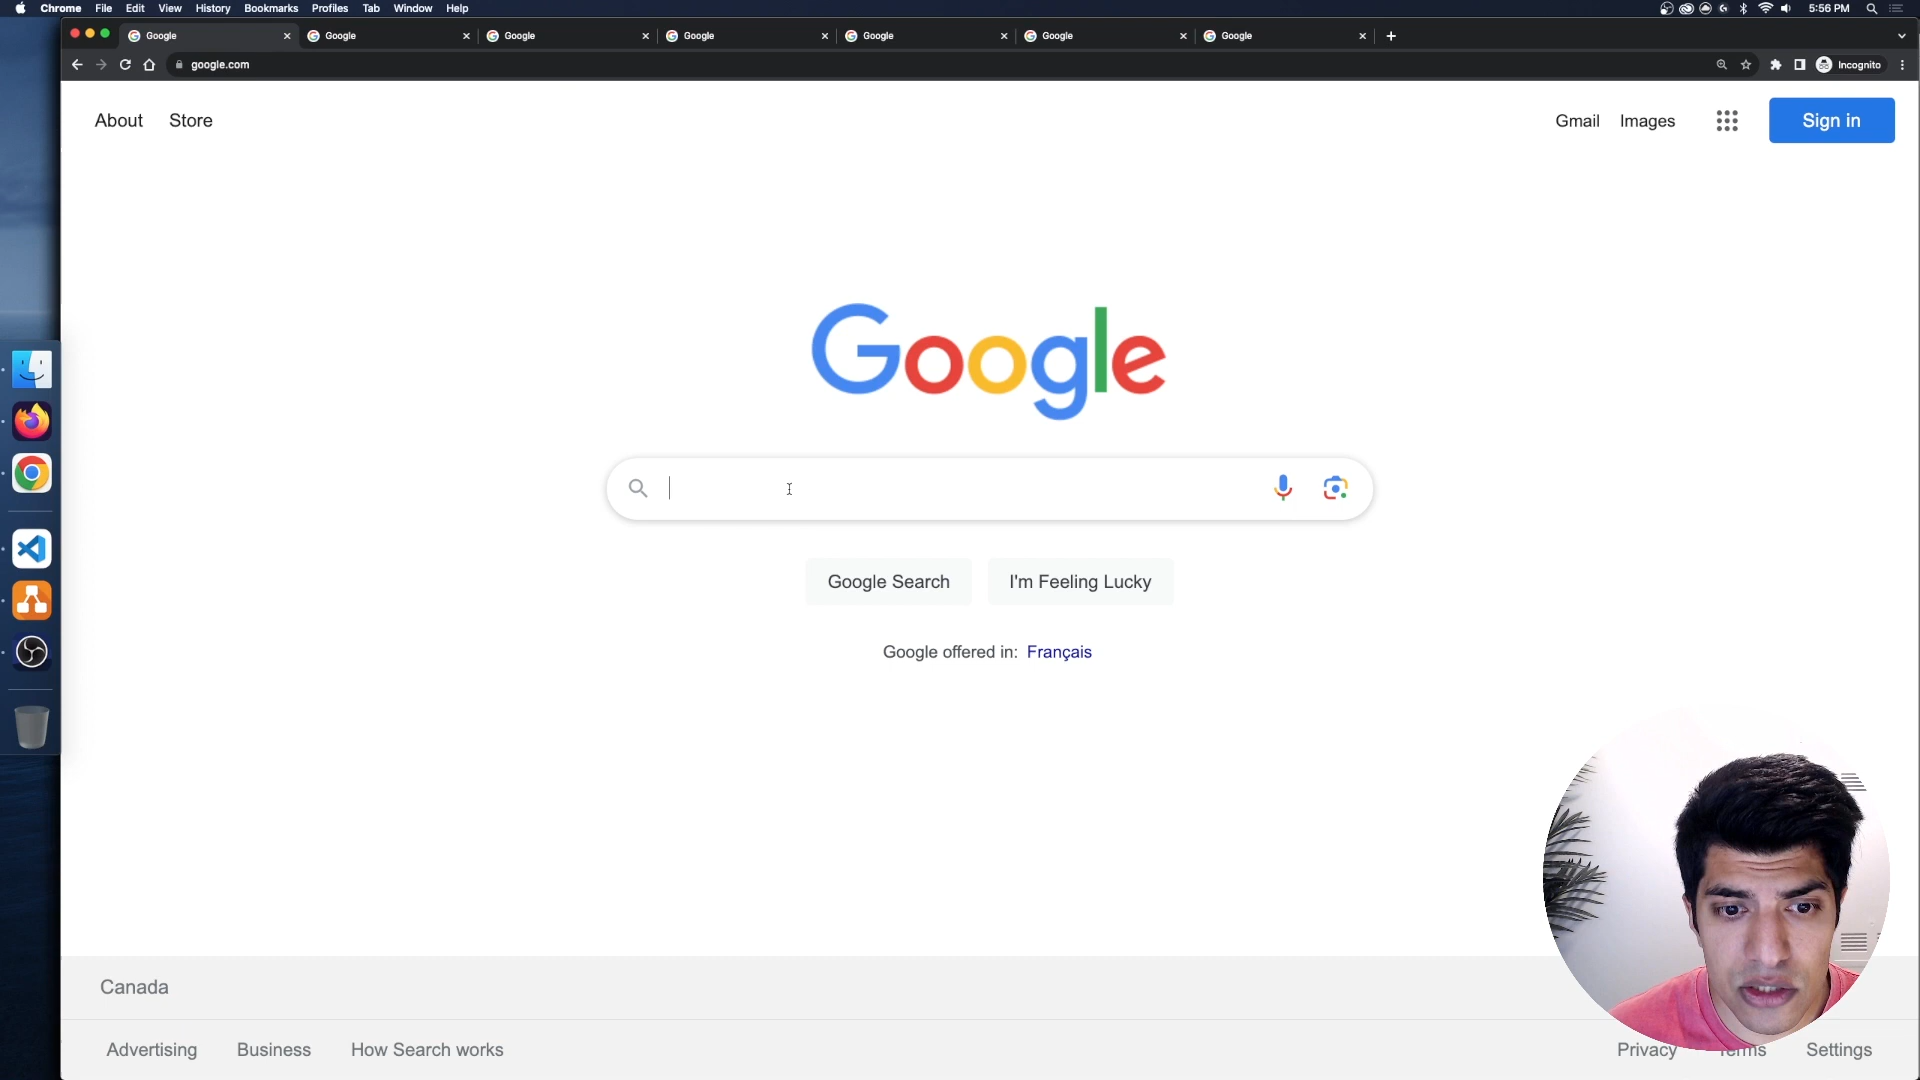 Chrome File Edit View History Bookmarks Profiles Tab Window Help 5:56 PM
Google Google Google Google Google Google Google
google.com Incognito
About Store Gmail Images Sign in
Google
Google Search I'm Feeling Lucky
Google offered in: Français
Canada
Advertising Business How Search works Privacy Terms Settings